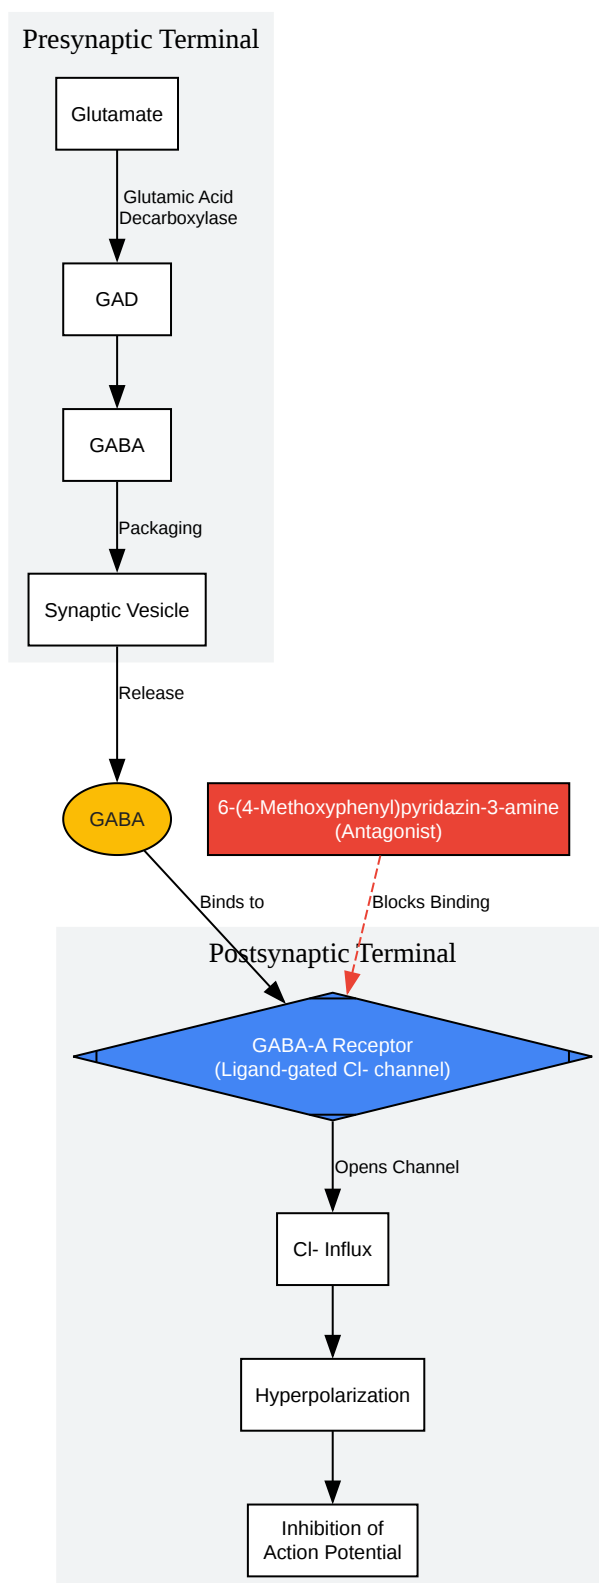 Presynaptic Terminal
Glutamate
Glutamic Acid
Decarboxylase
GAD
GABA
Packaging
Synaptic Vesicle
Release
GABA
6-(4-Methoxyphenyl)pyridazin-3-amine
(Antagonist)
Binds to
Blocks Binding
Postsynaptic Terminal
GABA-A Receptor
(Ligand-gated Cl- channel)
Opens Channel
Cl- Influx
Hyperpolarization
Inhibition of
Action Potential